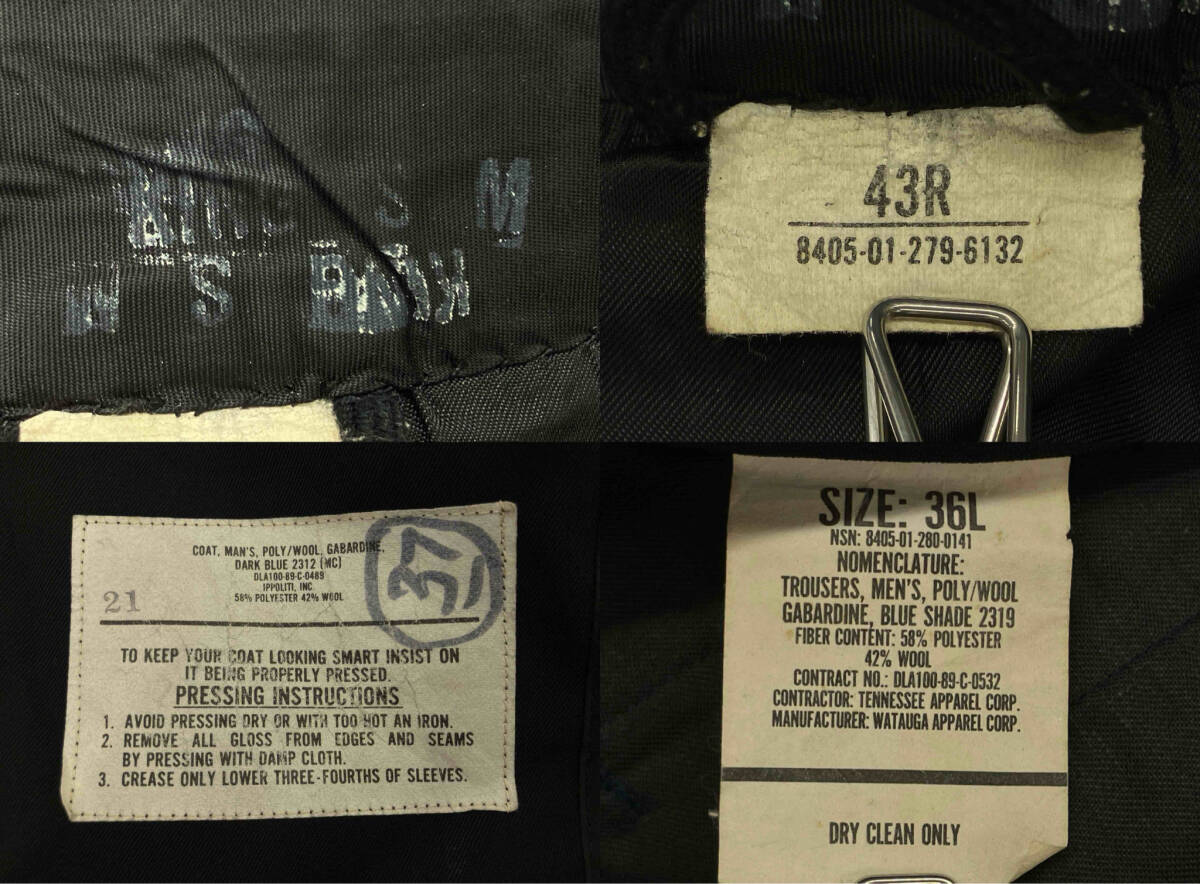 KING S M
KING S M
43R
8405-01-279-6132
COAT, MAN'S, POLY/WOOL, GABARDINE,
DARK BLUE 2312 (MC)
DLA100-89-C-0489
IPPOLITI, INC
58% POLYESTER 42% WOOL
37
21
TO KEEP YOUR COAT LOOKING SMART INSIST ON
IT BEING PROPERLY PRESSED.
PRESSING INSTRUCTIONS
1. AVOID PRESSING DRY OR WITH TOO HOT AN IRON.
2. REMOVE ALL GLOSS FROM EDGES AND SEAMS
BY PRESSING WITH DAMP CLOTH.
3. CREASE ONLY LOWER THREE-FOURTHS OF SLEEVES.
SIZE: 36L
NSN: 8405-01-280-0141
NOMENCLATURE:
TROUSERS, MEN'S, POLY/WOOL
GABARDINE, BLUE SHADE 2319
FIBER CONTENT: 58% POLYESTER
42% WOOL
CONTRACT NO.: DLA100-89-C-0532
CONTRACTOR: TENNESSEE APPAREL CORP.
MANUFACTURER: WATAUGA APPAREL CORP.
DRY CLEAN ONLY